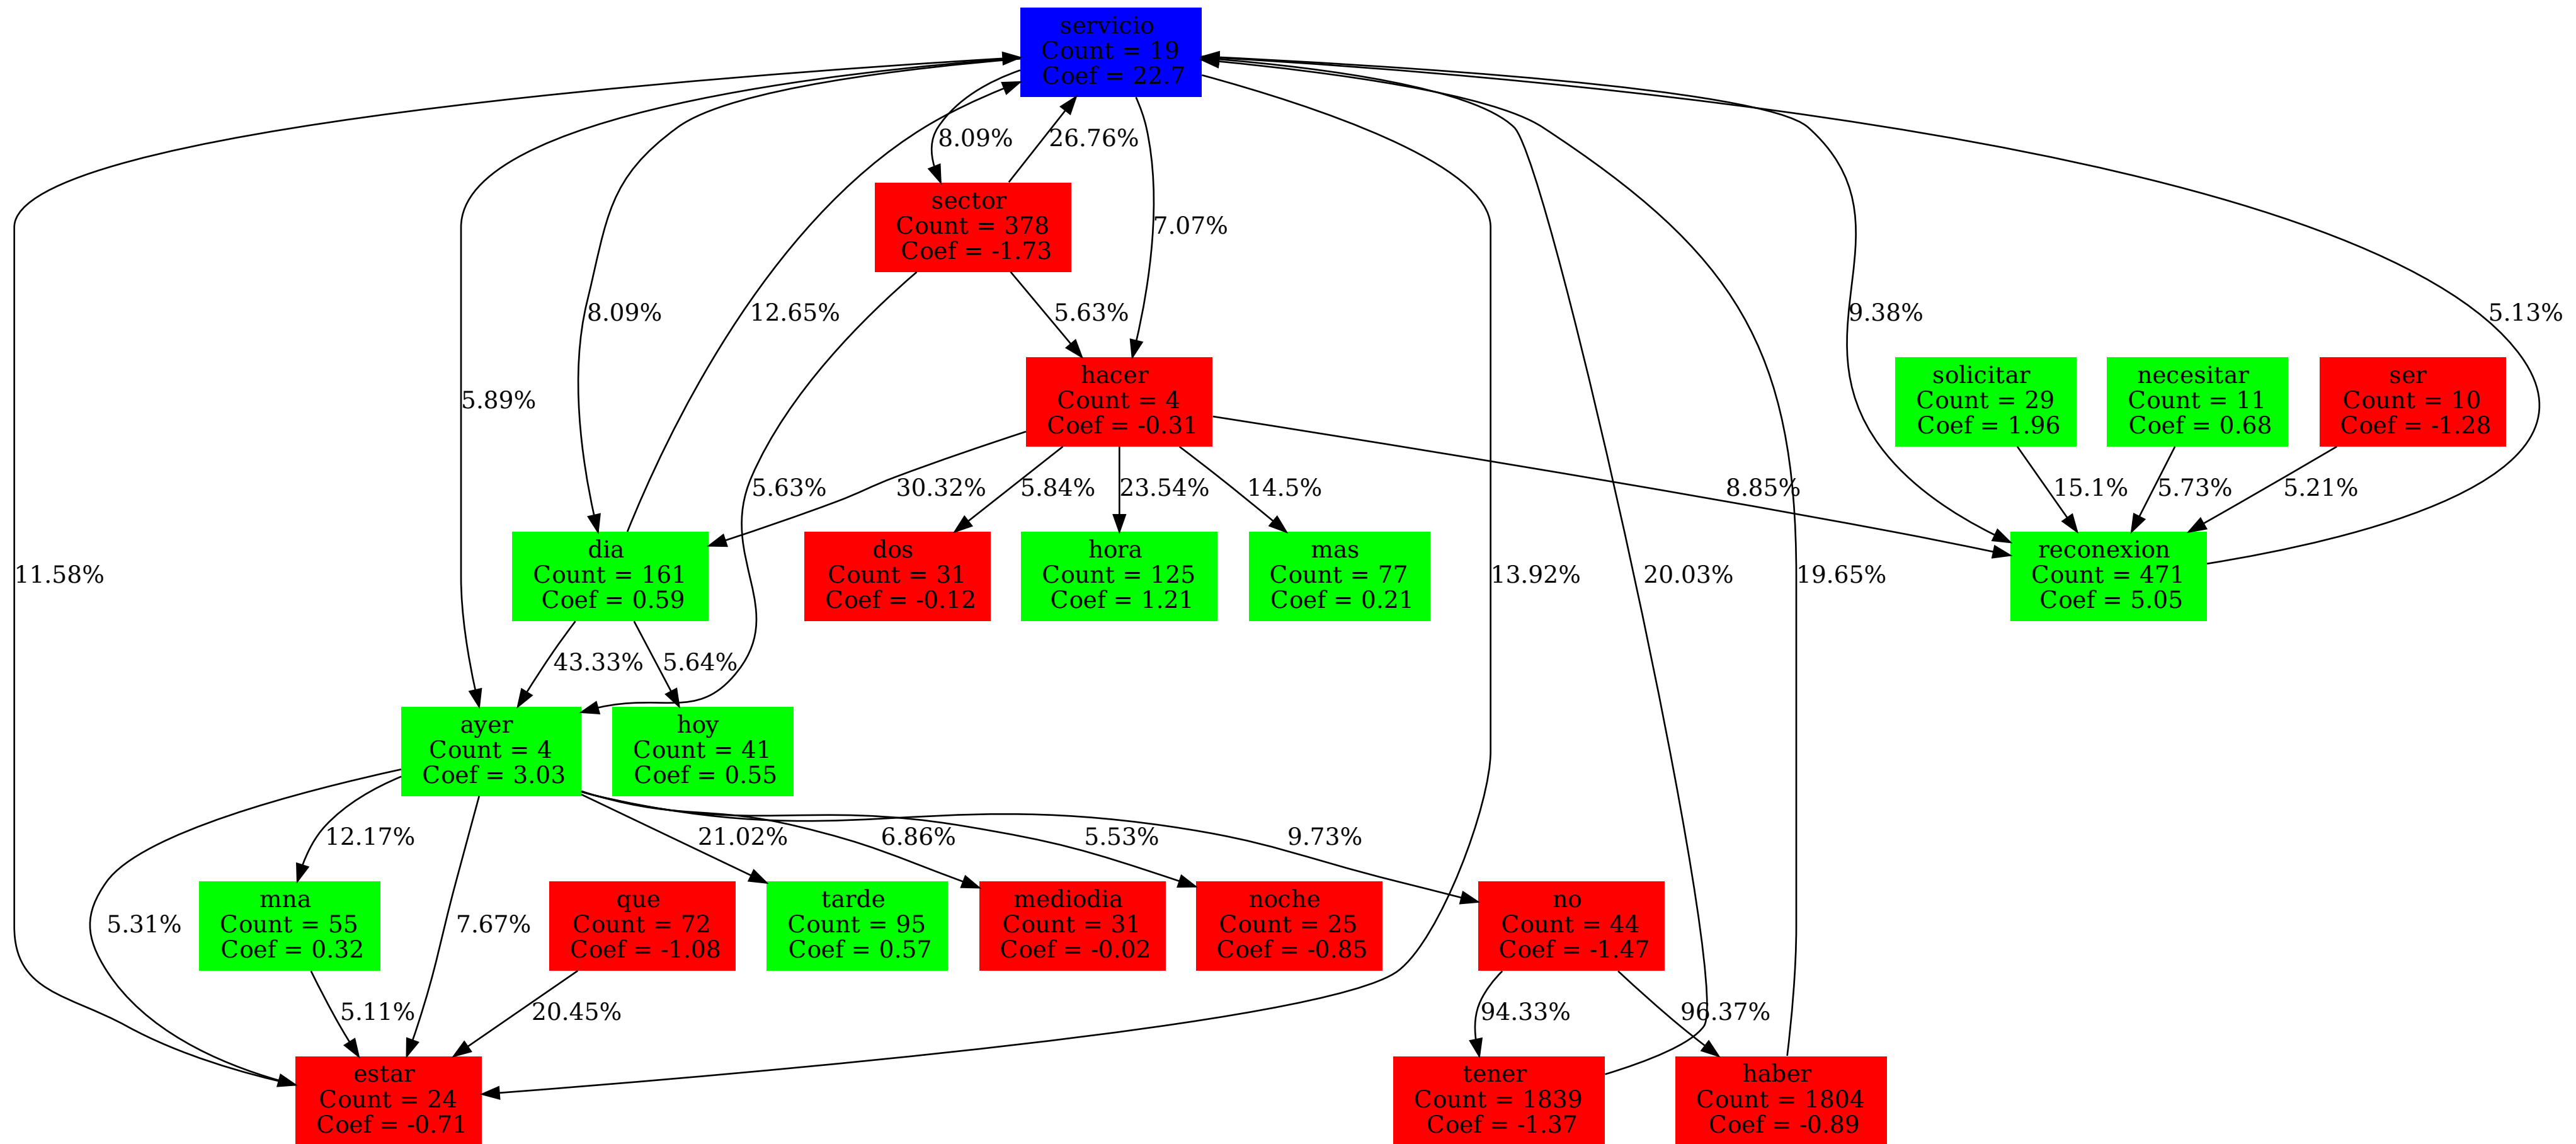 servicio
Count = 19
Coef = 22.7
8.09%
26.76%
sector
Count = 378
Coef = -1.73
7.07%
8.09%
12.65%
5.63%
9.38%
5.13%
hacer
Count = 4
Coef = -0.31
solicitar
Count = 29
Coef = 1.96
necesitar
Count = 11
Coef = 0.68
ser
Count = 10
Coef = -1.28
5.89%
5.63%
30.32%
5.84%
23.54%
14.5%
8.85%
15.1%
5.73%
5.21%
11.58%
dia
Count = 161
Coef = 0.59
dos
Count = 31
Coef = -0.12
hora
Count = 125
Coef = 1.21
mas
Count = 77
Coef = 0.21
13.92%
20.03%
19.65%
reconexion
Count = 471
Coef = 5.05
43.33%
5.64%
ayer
Count = 4
Coef = 3.03
hoy
Count = 41
Coef = 0.55
12.17%
21.02%
6.86%
5.53%
9.73%
5.31%
mna
Count = 55
Coef = 0.32
7.67%
que
Count = 72
Coef = -1.08
tarde
Count = 95
Coef = 0.57
mediodia
Count = 31
Coef = -0.02
noche
Count = 25
Coef = -0.85
no
Count = 44
Coef = -1.47
5.11%
20.45%
94.33%
96.37%
estar
Count = 24
Coef = -0.71
tener
Count = 1839
Coef = -1.37
haber
Count = 1804
Coef = -0.89